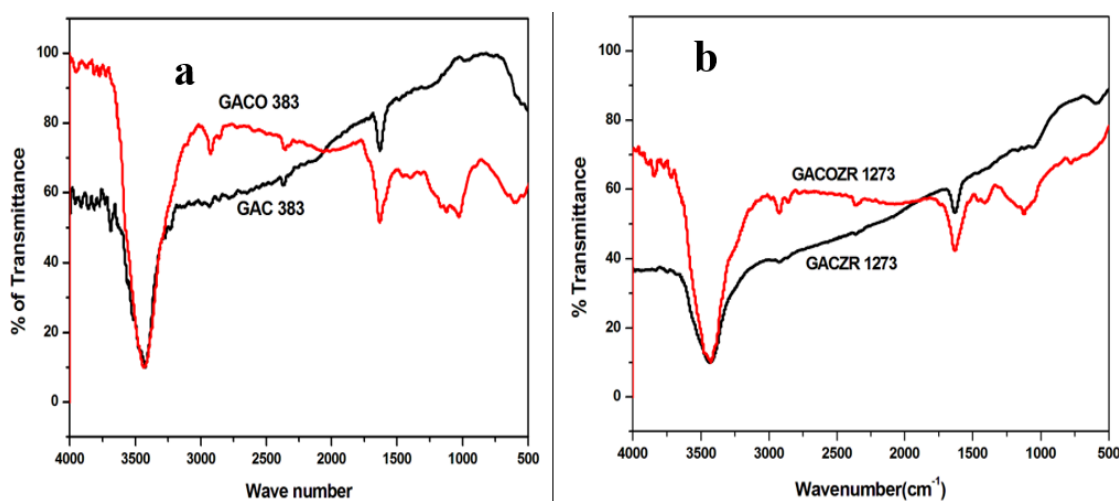 a
GACO 383
GAC 383
% of Transmittance
100
80
60
40
20
0
4000 3500 3000 2500 2000 1500 1000 500
Wave number
b
GACOZR 1273
GACZR 1273
% Transmittance
100
80
60
40
20
0
4000 3500 3000 2500 2000 1500 1000 500
Wavenumber(cm⁻¹)